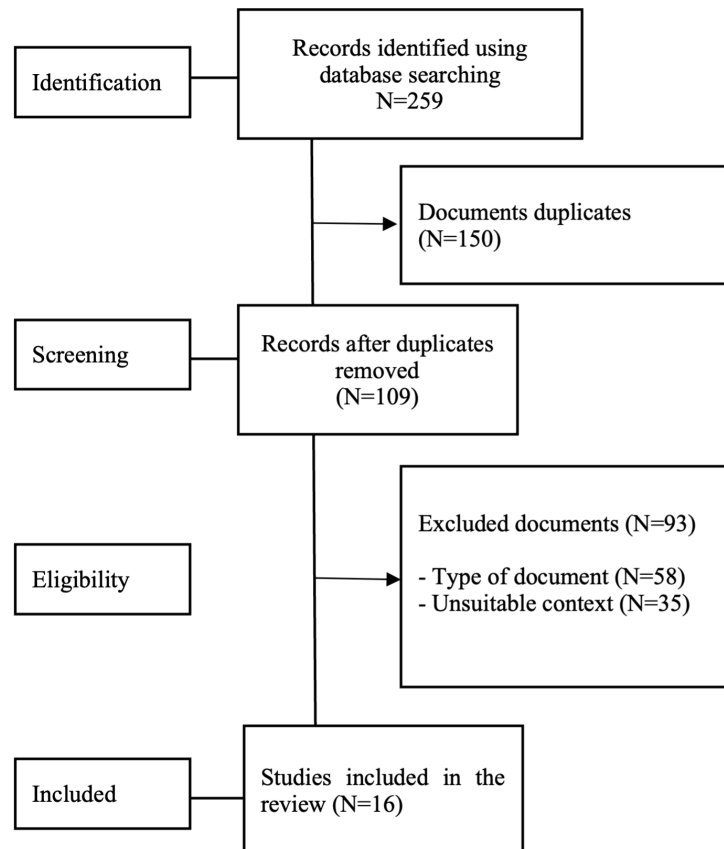 Identification
Records identified using
database searching
N=259
Documents duplicates
(N=150)
Screening
Records after duplicates
removed
(N=109)
Eligibility
Excluded documents (N=93)
- Type of document (N=58)
- Unsuitable context (N=35)
Included
Studies included in the
review (N=16)